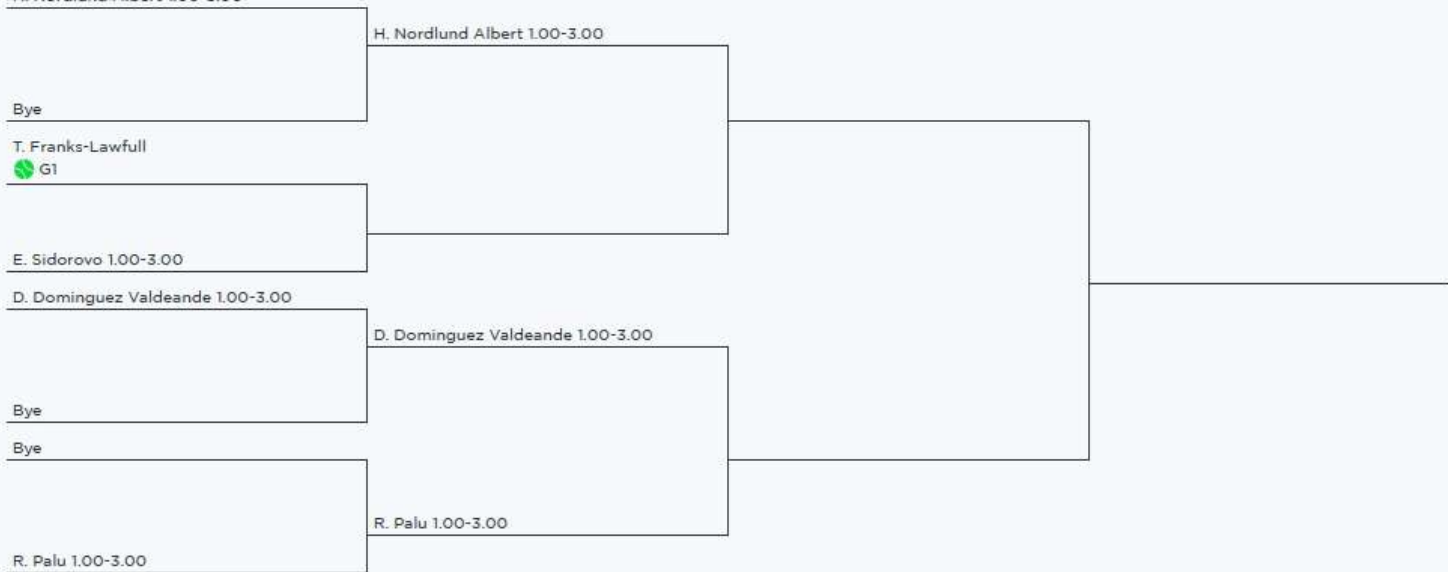 H. Nordlund Albert 1.00-3.00
Bye
T. Franks-Lawfull
G1
E. Sidorovo 1.00-3.00
D. Dominguez Valdeande 1.00-3.00
D. Dominguez Valdeande 1.00-3.00
Bye
Bye
R. Palu 1.00-3.00
R. Palu 1.00-3.00